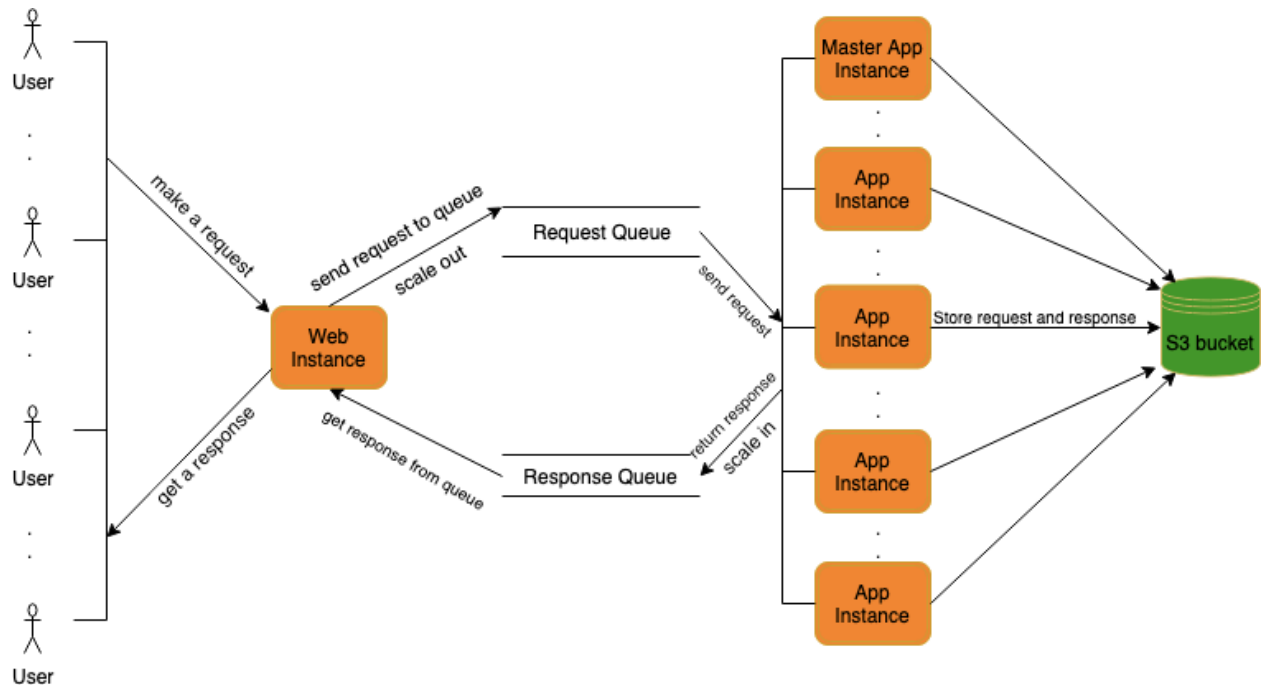 User
User
User
User
make a request
get a response
Web
Instance
send request to queue
scale out
get response from queue
Request Queue
Response Queue
send request
return response
scale in
Master App
Instance
App
Instance
App
Instance
App
Instance
App
Instance
Store request and response
S3 bucket